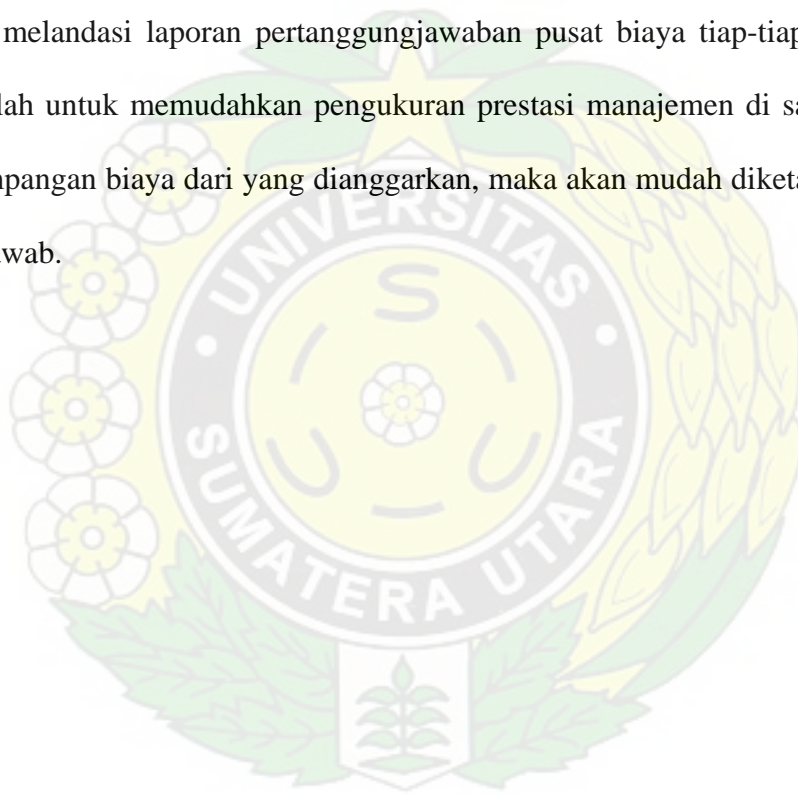 melandasi laporan pertanggungjawaban pusat biaya tiap-tiap
lah untuk memudahkan pengukuran prestasi manajemen di sa
npangan biaya dari yang dianggarkan, maka akan mudah diketa
awab.
UNIVERSITAS
S
U U
SUMATERA UTARA